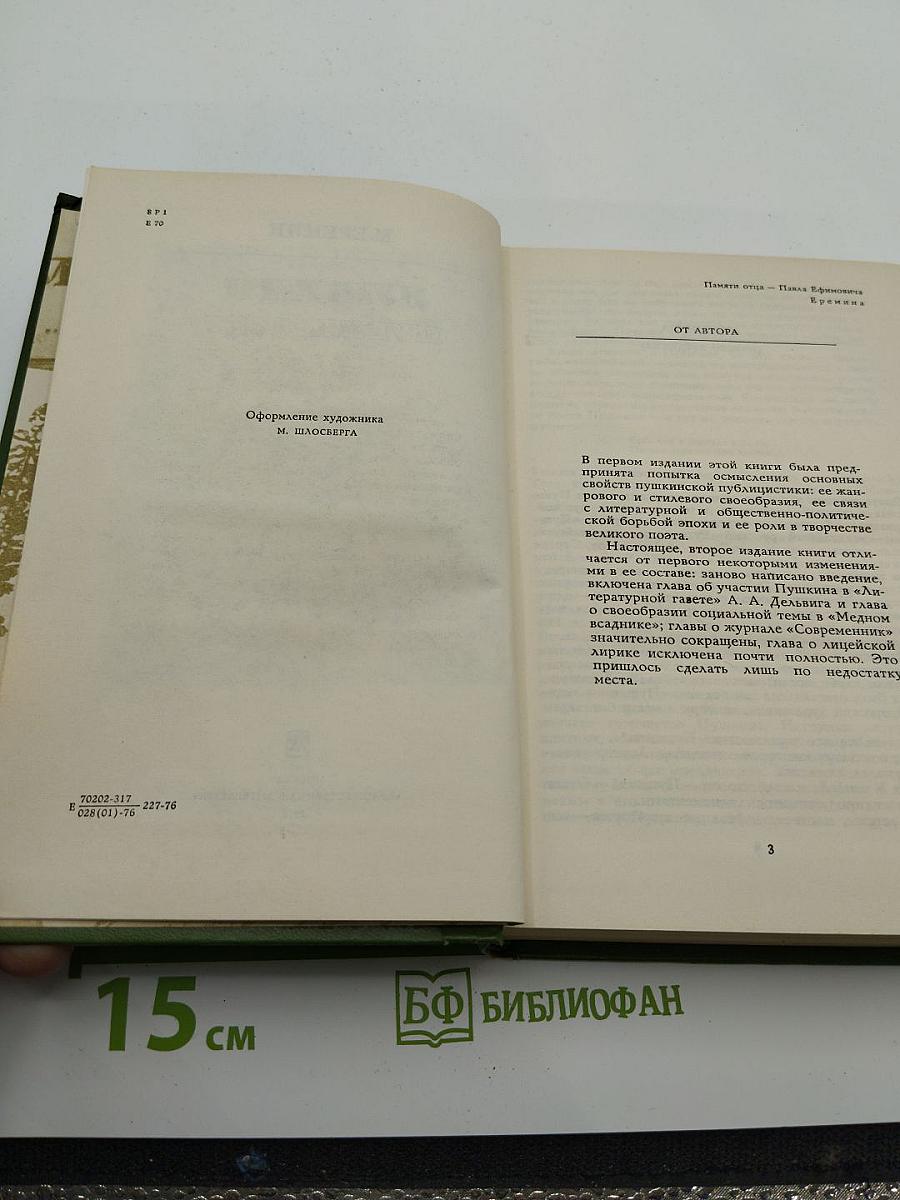 8 Р 1
Е 70
Оформление художника
М. ШЛОСБЕРГА
Е 70202-317 227-76
028(01)-76
Памяти отца — Павла Ефимовича
Еремина
ОТ АВТОРА
В первом издании этой книги была пред-
принята попытка осмысления основных
свойств пушкинской публицистики: ее жан-
рового и стилевого своеобразия, ее связи
с литературной и общественно-политиче-
ской борьбой эпохи и ее роли в творчестве
великого поэта.
Настоящее, второе издание книги отли-
чается от первого некоторыми изменения-
ми в ее составе: заново написано введение,
включена глава об участии Пушкина в «Ли-
тературной газете» А. А. Дельвига и глава
о своеобразии социальной темы в «Медном
всаднике»; главы о журнале «Современник»
значительно сокращены, глава о лицейской
лирике исключена почти полностью. Это
пришлось сделать лишь по недостатку
места.
3
15 см
БФ БИБЛИОФАН